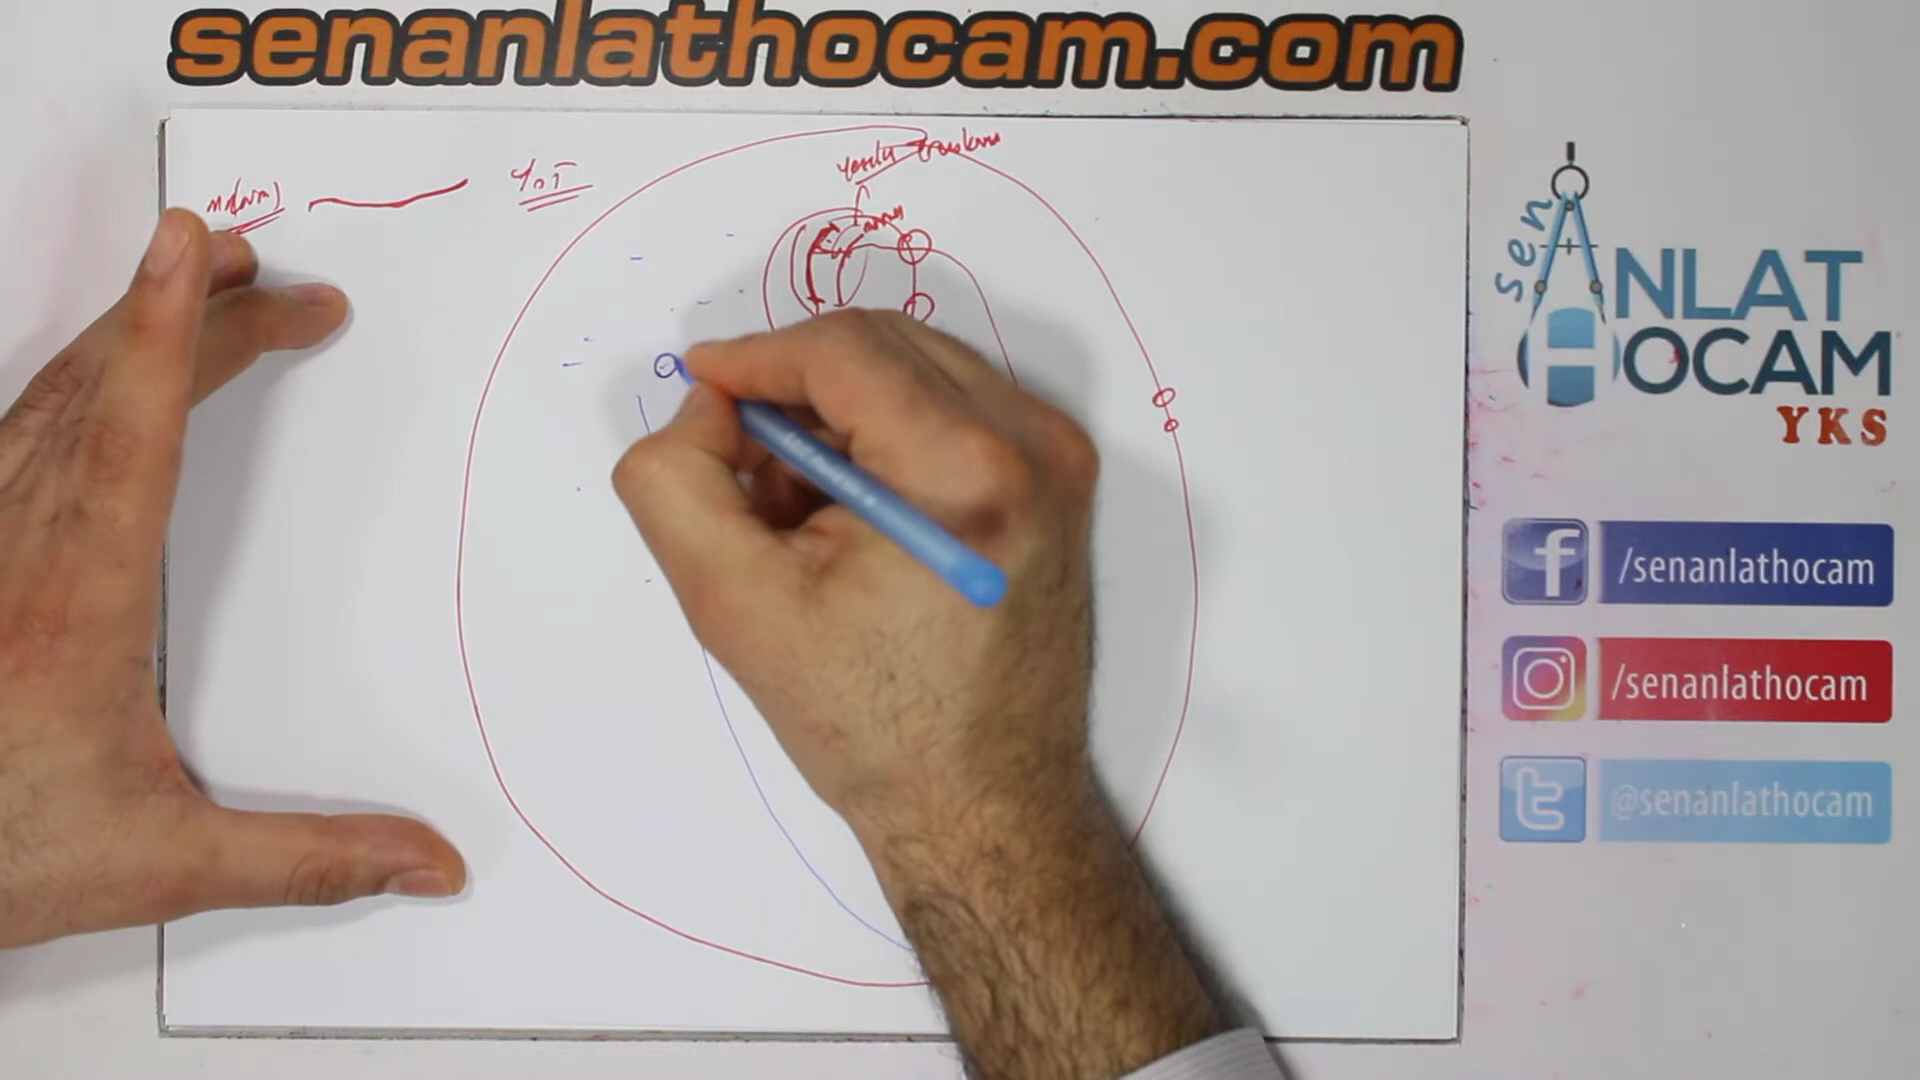 senanlathocam.com
sen
ANLAT
HOCAM
YKS
/senanlathocam
/senanlathocam
@senanlathocam